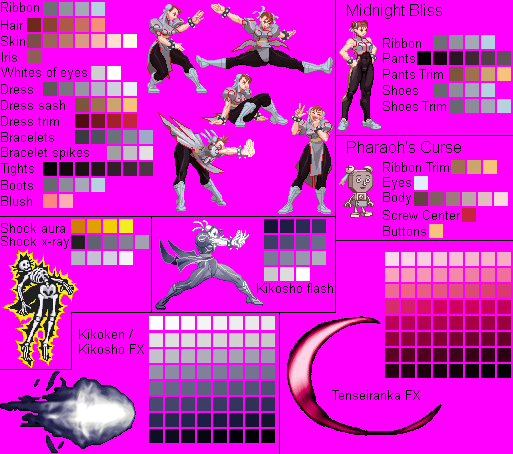 Ribbon
Hair
Skin
Iris
Whites of eyes
Dress
Dress sash
Dress trim
Bracelets
Bracelet spikes
Tights
Boots
Blush
Midnight Bliss
Ribbon
Pants
Pants Trim
Shoes
Shoes Trim
Pharaoh's Curse
Ribbon Trim
Eyes
Body
Screw Center
Buttons
Shock aura
Shock x-ray
Kikosho flash
Kikoken /
Kikosho FX
Tenseiranka FX